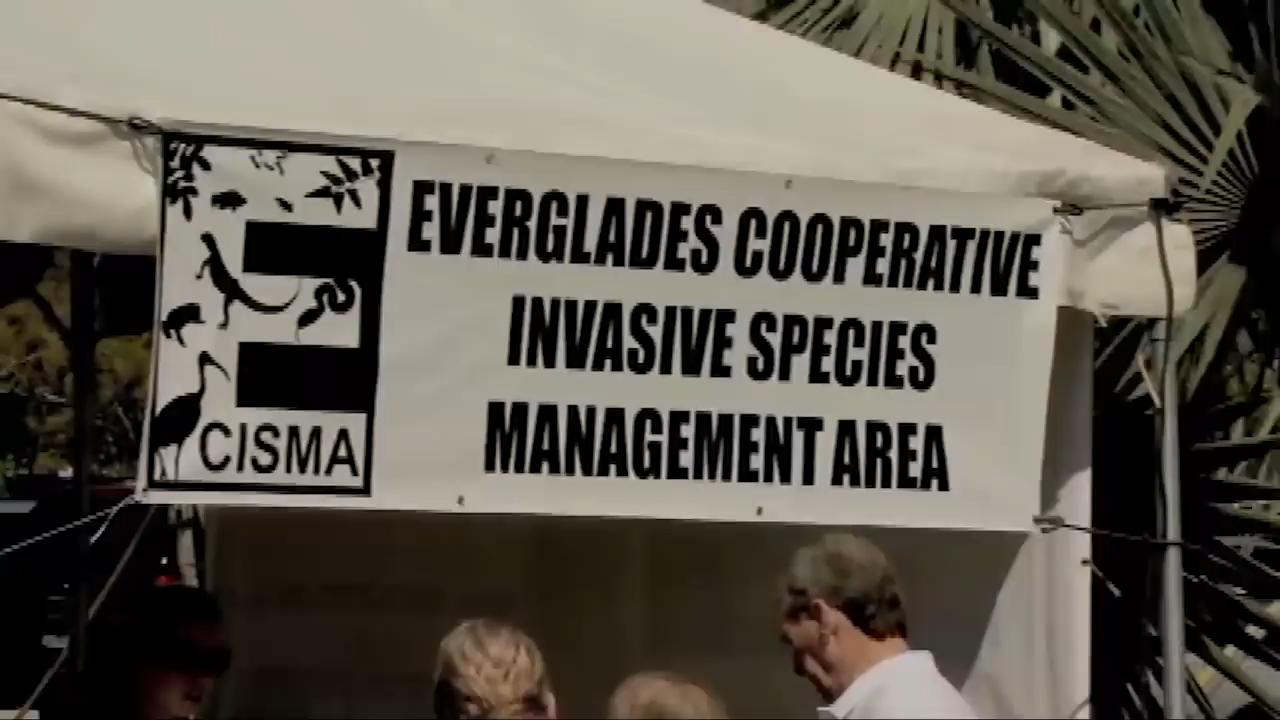 EVERGLADES COOPERATIVE
INVASIVE SPECIES
MANAGEMENT AREA
CISMA